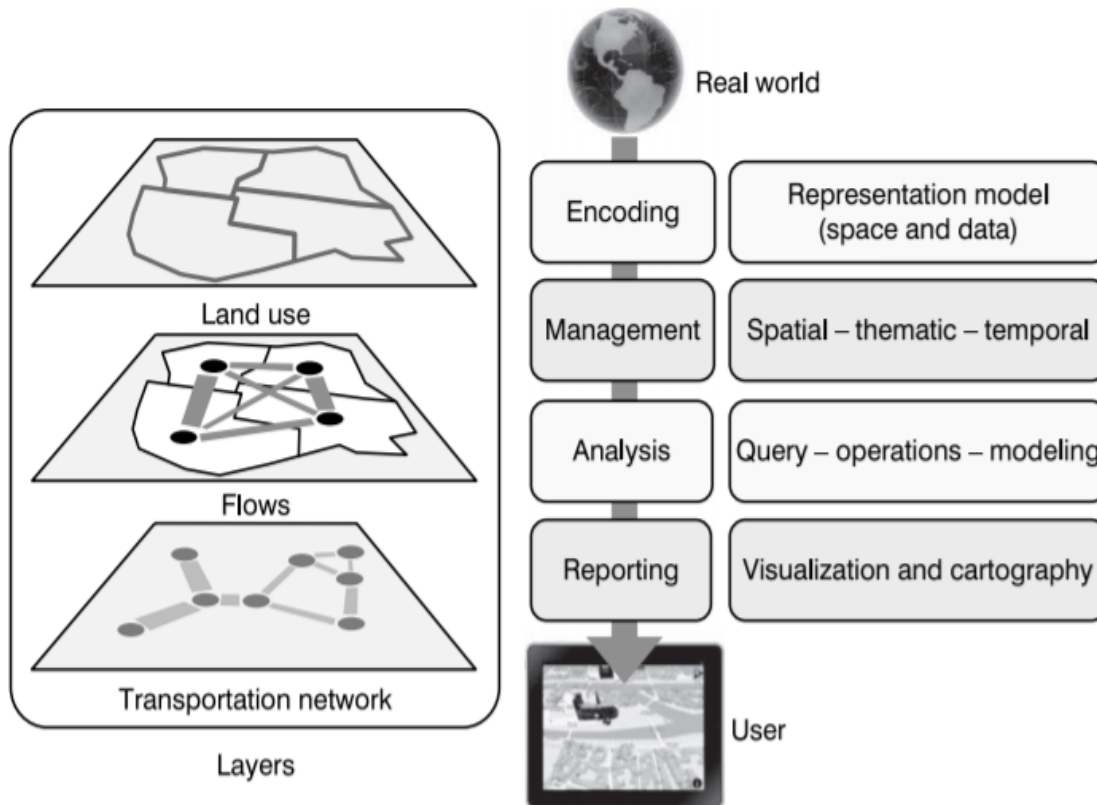 Real world
Encoding
Representation model
(space and data)
Land use
Management
Spatial – thematic – temporal
Flows
Analysis
Query – operations – modeling
Reporting
Visualization and cartography
Transportation network
Layers
User